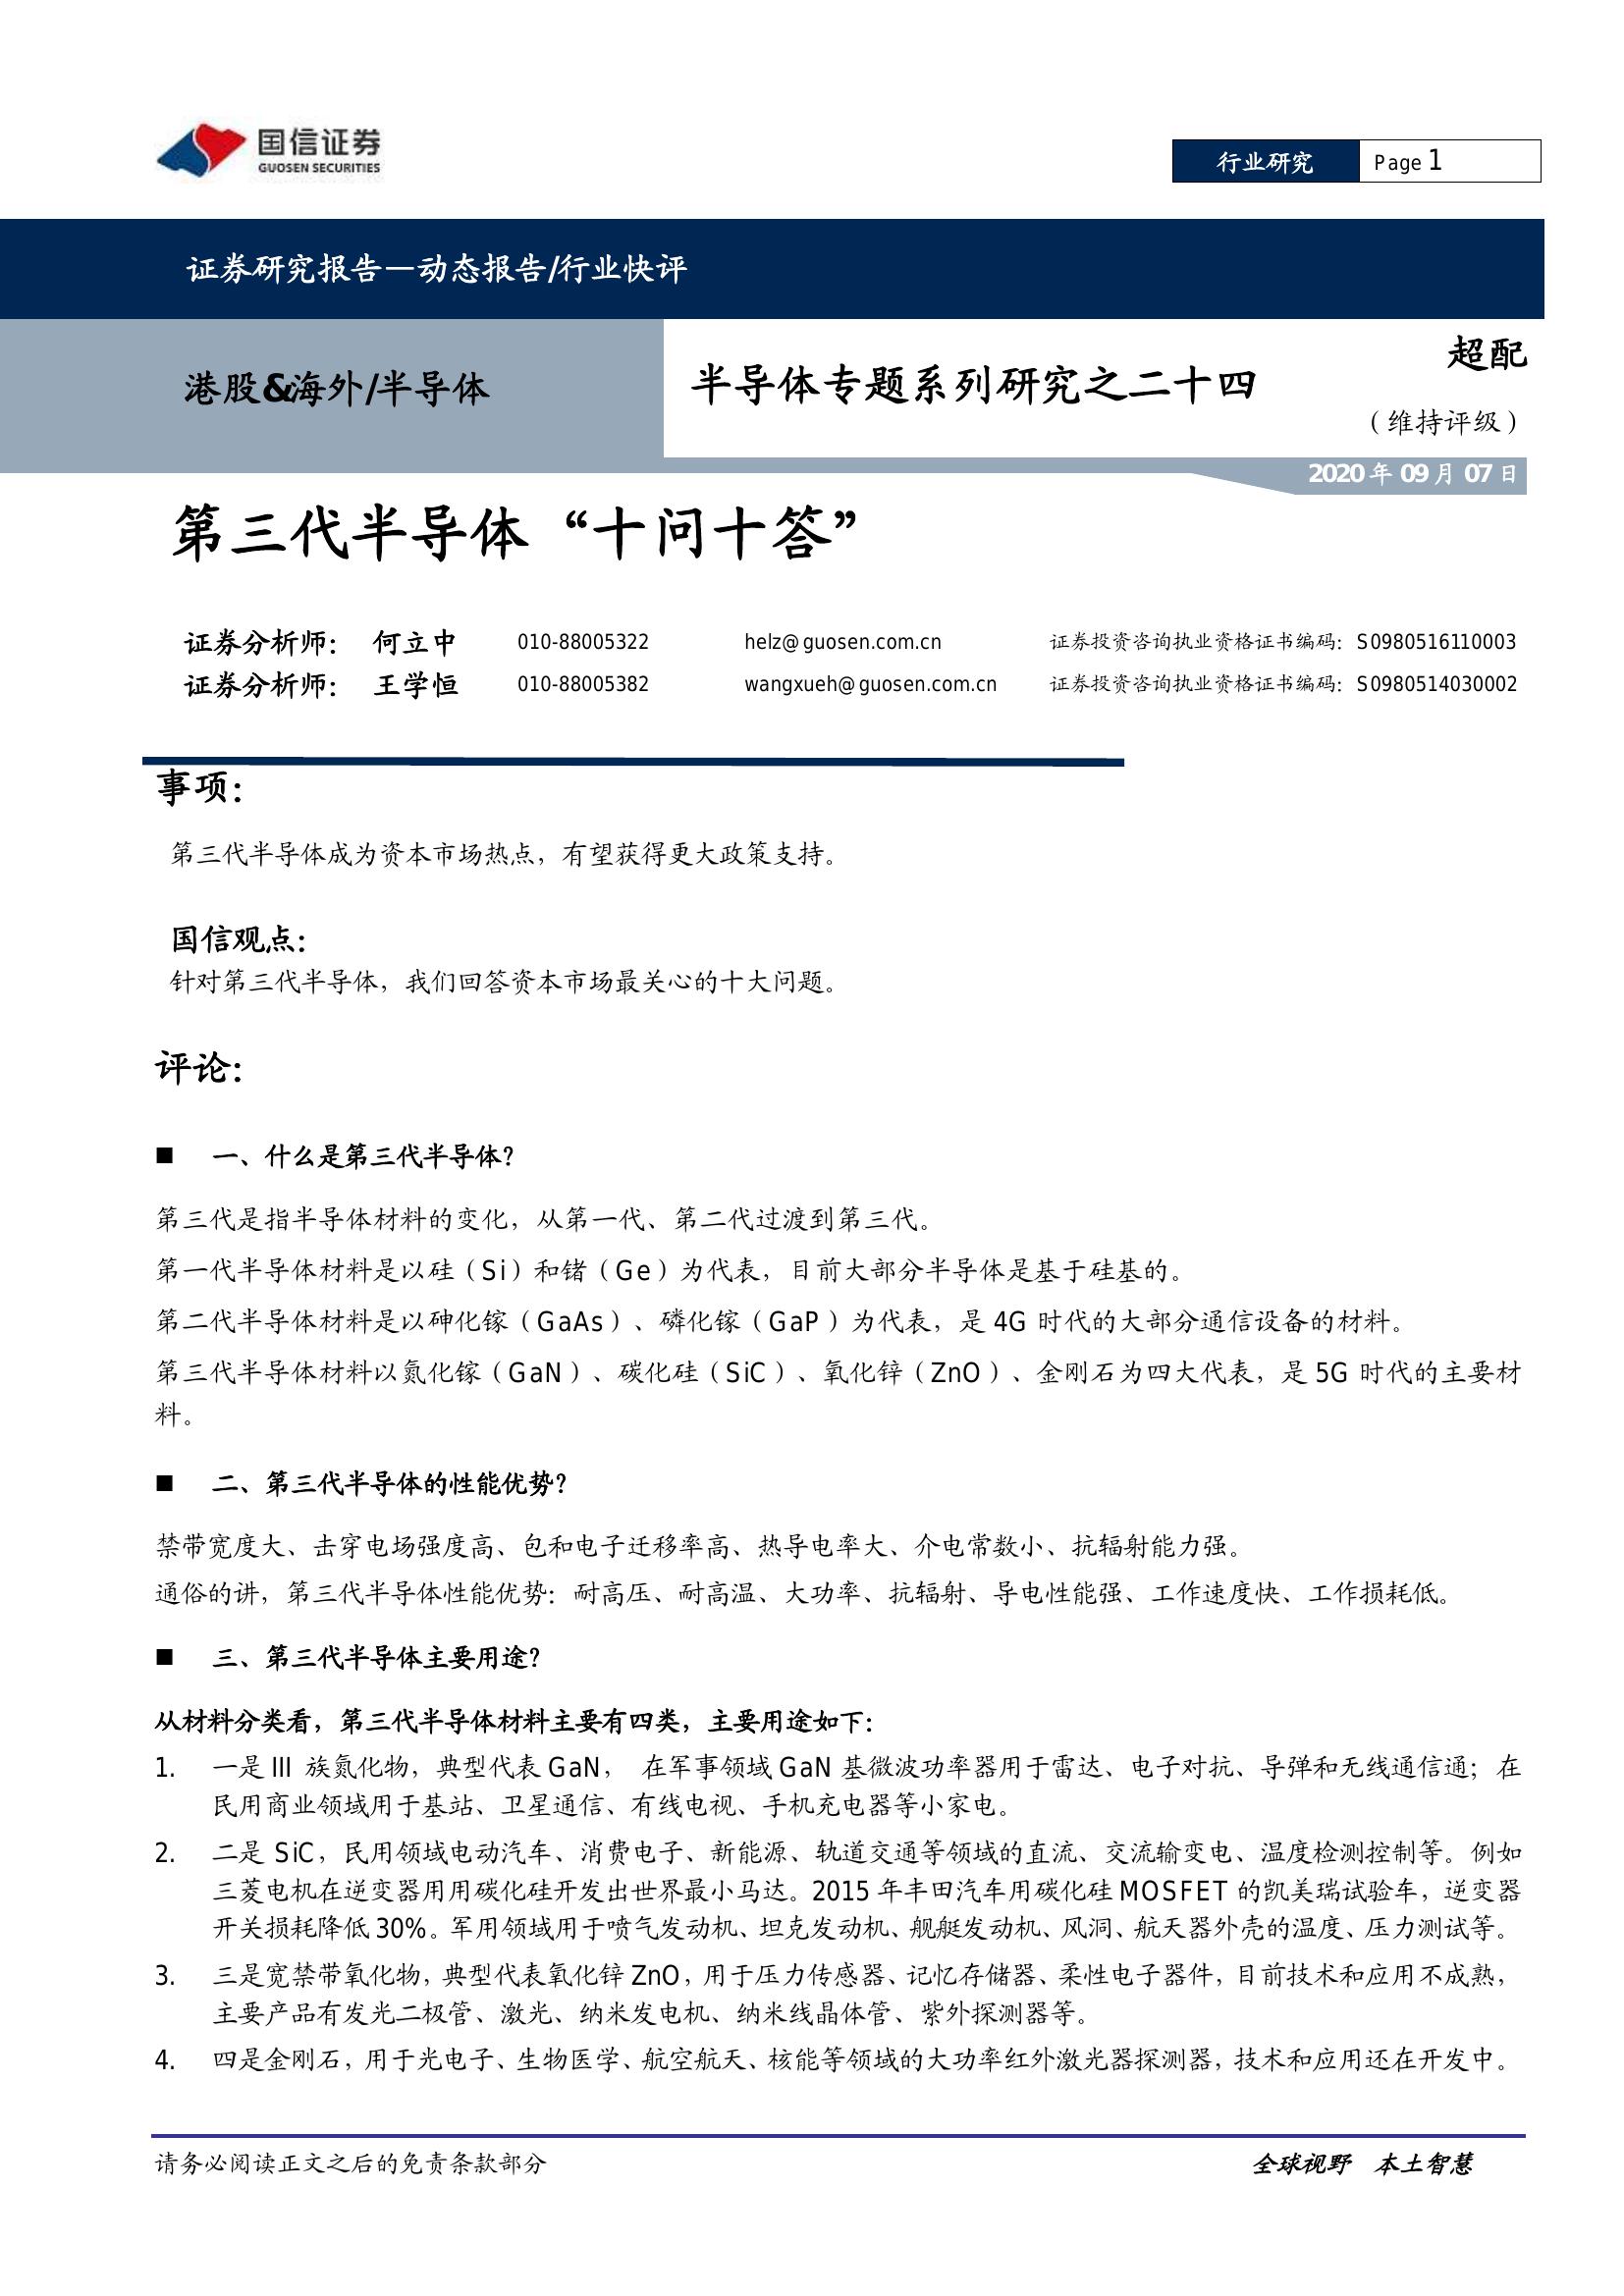 国信证券
GUOSEN SECURITIES
行业研究 Page 1
证券研究报告—动态报告/行业快评
港股&海外/半导体
半导体专题系列研究之二十四
超配
（维持评级）
2020 年 09 月 07 日
第三代半导体“十问十答”
证券分析师： 何立中 010-88005322 helz@guosen.com.cn 证券投资咨询执业资格证书编码：S0980516110003
证券分析师： 王学恒 010-88005382 wangxueh@guosen.com.cn 证券投资咨询执业资格证书编码：S0980514030002
事项：
第三代半导体成为资本市场热点，有望获得更大政策支持。
国信观点：
针对第三代半导体，我们回答资本市场最关心的十大问题。
评论：
■ 一、什么是第三代半导体？
第三代是指半导体材料的变化，从第一代、第二代过渡到第三代。
第一代半导体材料是以硅（Si）和锗（Ge）为代表，目前大部分半导体是基于硅基的。
第二代半导体材料是以砷化镓（GaAs）、磷化镓（GaP）为代表，是 4G 时代的大部分通信设备的材料。
第三代半导体材料以氮化镓（GaN）、碳化硅（SiC）、氧化锌（ZnO）、金刚石为四大代表，是 5G 时代的主要材
料。
■ 二、第三代半导体的性能优势？
禁带宽度大、击穿电场强度高、包和电子迁移率高、热导电率大、介电常数小、抗辐射能力强。
通俗的讲，第三代半导体性能优势：耐高压、耐高温、大功率、抗辐射、导电性能强、工作速度快、工作损耗低。
■ 三、第三代半导体主要用途？
从材料分类看，第三代半导体材料主要有四类，主要用途如下：
1. 一是 III 族氮化物，典型代表 GaN， 在军事领域 GaN 基微波功率器用于雷达、电子对抗、导弹和无线通信通；在
民用商业领域用于基站、卫星通信、有线电视、手机充电器等小家电。
2. 二是 SiC，民用领域电动汽车、消费电子、新能源、轨道交通等领域的直流、交流输变电、温度检测控制等。例如
三菱电机在逆变器用用碳化硅开发出世界最小马达。2015 年丰田汽车用碳化硅 MOSFET 的凯美瑞试验车，逆变器
开关损耗降低 30%。军用领域用于喷气发动机、坦克发动机、舰艇发动机、风洞、航天器外壳的温度、压力测试等。
3. 三是宽禁带氧化物，典型代表氧化锌 ZnO，用于压力传感器、记忆存储器、柔性电子器件，目前技术和应用不成熟，
主要产品有发光二极管、激光、纳米发电机、纳米线晶体管、紫外探测器等。
4. 四是金刚石，用于光电子、生物医学、航空航天、核能等领域的大功率红外激光器探测器，技术和应用还在开发中。
请务必阅读正文之后的免责条款部分
全球视野 本土智慧